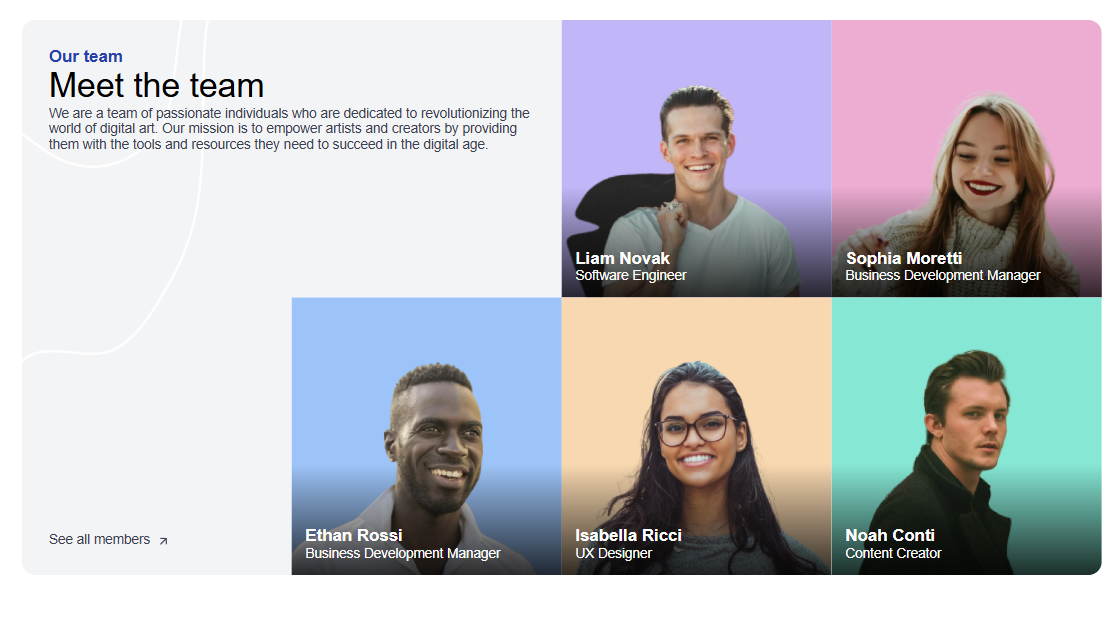 Our team
Meet the team
We are a team of passionate individuals who are dedicated to revolutionizing the
world of digital art. Our mission is to empower artists and creators by providing
them with the tools and resources they need to succeed in the digital age.
Liam Novak
Software Engineer
Sophia Moretti
Business Development Manager
See all members
Ethan Rossi
Business Development Manager
Isabella Ricci
UX Designer
Noah Conti
Content Creator